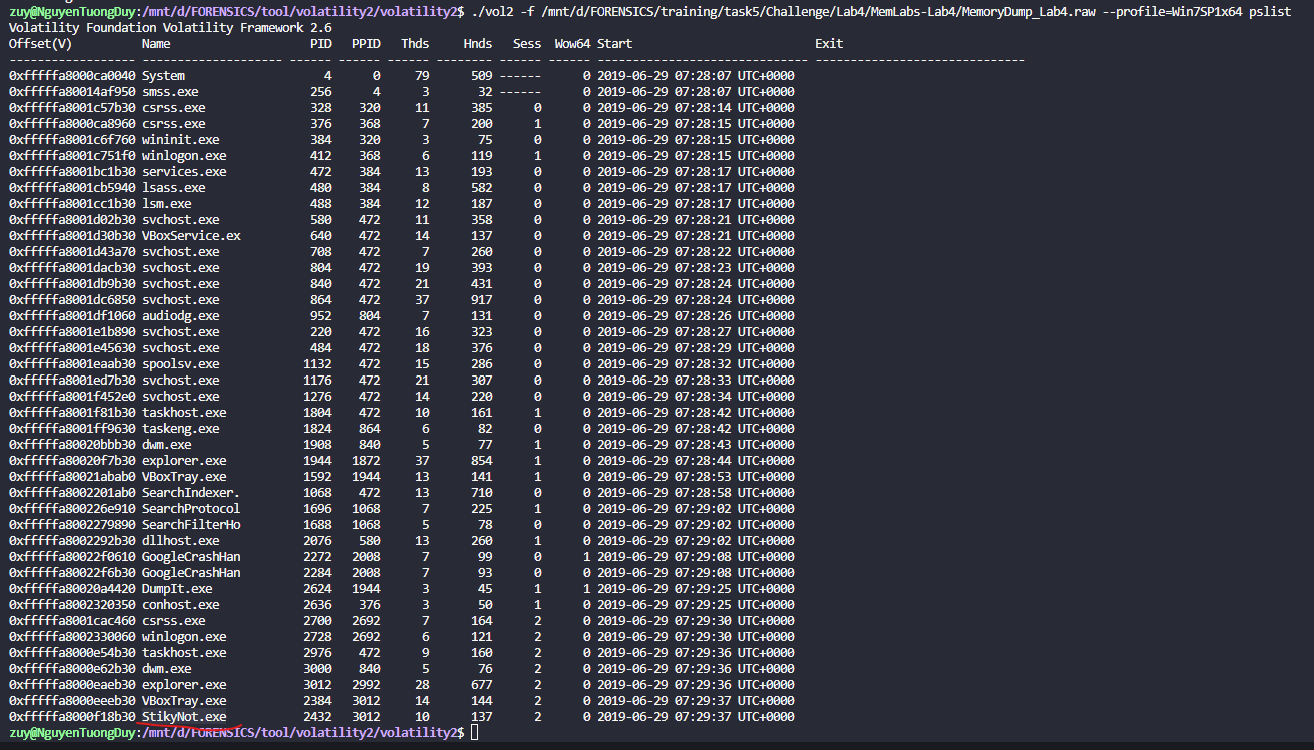 zuy@NguyenTuongDuy:/mnt/d/FORENSICS/tool/volatility2/volatility2$ ./vol2 -f /mnt/d/FORENSICS/training/task5/Challenge/Lab4/MemLabs-Lab4/MemoryDump_Lab4.raw --profile=Win7SP1x64 pslist
Volatility Foundation Volatility Framework 2.6
Offset(V)          Name                    PID   PPID   Thds     Hnds   Sess  Wow64 Start                          Exit
------------------ -------------------- ------ ------ ------ -------- ------ ------ ------------------------------ ------------------------------
0xfffffa8000ca0040 System                    4      0     79      509 ------      0 2019-06-29 07:28:07 UTC+0000
0xfffffa80014af950 smss.exe                256      4      3       32 ------      0 2019-06-29 07:28:07 UTC+0000
0xfffffa8001c57b30 csrss.exe               328    320     11      385      0      0 2019-06-29 07:28:14 UTC+0000
0xfffffa8000ca8960 csrss.exe               376    368      7      200      1      0 2019-06-29 07:28:15 UTC+0000
0xfffffa8001c6f760 wininit.exe             384    320      3       75      0      0 2019-06-29 07:28:15 UTC+0000
0xfffffa8001c751f0 winlogon.exe            412    368      6      119      1      0 2019-06-29 07:28:15 UTC+0000
0xfffffa8001bc1b30 services.exe            472    384     13      193      0      0 2019-06-29 07:28:17 UTC+0000
0xfffffa8001cb5940 lsass.exe               480    384      8      582      0      0 2019-06-29 07:28:17 UTC+0000
0xfffffa8001cc1b30 lsm.exe                 488    384     12      187      0      0 2019-06-29 07:28:17 UTC+0000
0xfffffa8001d02b30 svchost.exe             580    472     11      358      0      0 2019-06-29 07:28:21 UTC+0000
0xfffffa8001d30b30 VBoxService.ex          640    472     14      137      0      0 2019-06-29 07:28:21 UTC+0000
0xfffffa8001d43a70 svchost.exe             708    472      7      260      0      0 2019-06-29 07:28:22 UTC+0000
0xfffffa8001dacb30 svchost.exe             804    472     19      393      0      0 2019-06-29 07:28:23 UTC+0000
0xfffffa8001db9b30 svchost.exe             840    472     21      431      0      0 2019-06-29 07:28:24 UTC+0000
0xfffffa8001dc6850 svchost.exe             864    472     37      917      0      0 2019-06-29 07:28:24 UTC+0000
0xfffffa8001df1060 audiodg.exe             952    804      7      131      0      0 2019-06-29 07:28:26 UTC+0000
0xfffffa8001e1b890 svchost.exe             220    472     16      323      0      0 2019-06-29 07:28:27 UTC+0000
0xfffffa8001e45630 svchost.exe             484    472     18      376      0      0 2019-06-29 07:28:29 UTC+0000
0xfffffa8001eaab30 spoolsv.exe            1132    472     15      286      0      0 2019-06-29 07:28:32 UTC+0000
0xfffffa8001ed7b30 svchost.exe            1176    472     21      307      0      0 2019-06-29 07:28:33 UTC+0000
0xfffffa8001f452e0 svchost.exe            1276    472     14      220      0      0 2019-06-29 07:28:34 UTC+0000
0xfffffa8001f81b30 taskhost.exe           1804    472     10      161      1      0 2019-06-29 07:28:42 UTC+0000
0xfffffa8001ff9630 taskeng.exe            1824    864      6       82      0      0 2019-06-29 07:28:42 UTC+0000
0xfffffa80020bbb30 dwm.exe                1908    840      5       77      1      0 2019-06-29 07:28:43 UTC+0000
0xfffffa80020f7b30 explorer.exe           1944   1872     37      854      1      0 2019-06-29 07:28:44 UTC+0000
0xfffffa80021abab0 VBoxTray.exe           1592   1944     13      141      1      0 2019-06-29 07:28:53 UTC+0000
0xfffffa8002201ab0 SearchIndexer.         1068    472     13      710      0      0 2019-06-29 07:28:58 UTC+0000
0xfffffa800226e910 SearchProtocol         1696   1068      7      225      1      0 2019-06-29 07:29:02 UTC+0000
0xfffffa8002279890 SearchFilterHo         1688   1068      5       78      0      0 2019-06-29 07:29:02 UTC+0000
0xfffffa8002292b30 dllhost.exe            2076    580     13      260      1      0 2019-06-29 07:29:02 UTC+0000
0xfffffa80022f0610 GoogleCrashHan         2272   2008      7       99      0      1 2019-06-29 07:29:08 UTC+0000
0xfffffa80022f6b30 GoogleCrashHan         2284   2008      7       93      0      0 2019-06-29 07:29:08 UTC+0000
0xfffffa80020a4420 DumpIt.exe             2624   1944      3       45      1      1 2019-06-29 07:29:25 UTC+0000
0xfffffa8002320350 conhost.exe            2636    376      3       50      1      0 2019-06-29 07:29:25 UTC+0000
0xfffffa8001cac460 csrss.exe              2700   2692      7      164      2      0 2019-06-29 07:29:30 UTC+0000
0xfffffa8002330060 winlogon.exe           2728   2692      6      121      2      0 2019-06-29 07:29:30 UTC+0000
0xfffffa8000e54b30 taskhost.exe           2976    472      9      160      2      0 2019-06-29 07:29:36 UTC+0000
0xfffffa8000e62b30 dwm.exe                3000    840      5       76      2      0 2019-06-29 07:29:36 UTC+0000
0xfffffa8000eaeb30 explorer.exe           3012   2992     28      677      2      0 2019-06-29 07:29:36 UTC+0000
0xfffffa8000eeeb30 VBoxTray.exe           2384   3012     14      144      2      0 2019-06-29 07:29:37 UTC+0000
0xfffffa8000f18b30 StikyNot.exe           2432   3012     10      137      2      0 2019-06-29 07:29:37 UTC+0000
zuy@NguyenTuongDuy:/mnt/d/FORENSICS/tool/volatility2/volatility2$